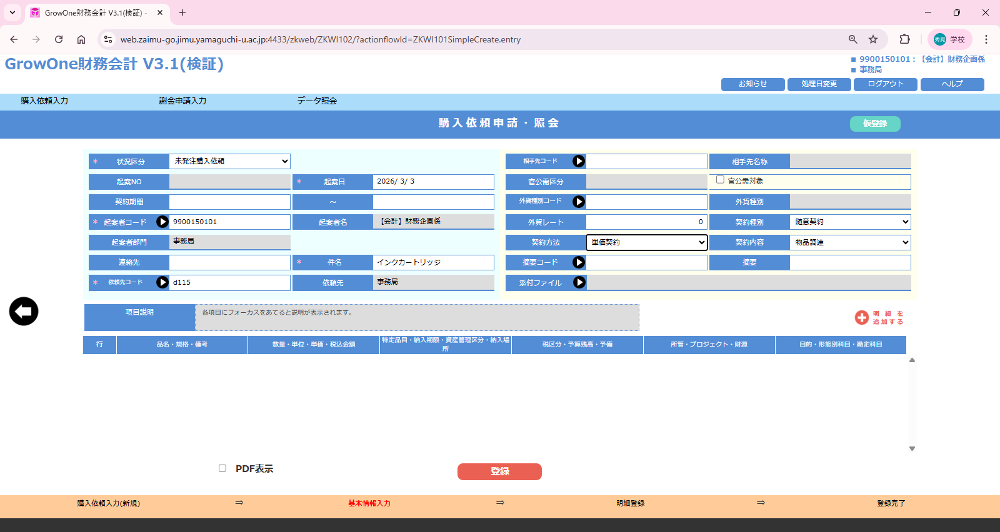 GrowOne財務会計 V3.1(検証) -
web.zaimu-go.jimu.yamaguchi-u.ac.jp:4433/zkweb/ZKWI102/?actionflowId=ZKWI101SimpleCreate.entry
秀晃 学校
GrowOne財務会計 V3.1(検証)
■ 9900150101：【会計】財務企画係
■ 事務局
お知らせ 処理日変更 ログアウト ヘルプ
購入依頼入力 謝金申請入力 データ照会
購入依頼申請・照会
仮登録
* 状況区分 未発注購入依頼
相手先コード 相手先名称
起案NO * 起案日 2026/ 3/ 3
官公需区分 官公需対象
契約期間 ～
外貨種別コード 外貨種別
* 起案者コード 9900150101 起案者名 【会計】財務企画係
外貨レート 0 契約種別 随意契約
起案者部門 事務局
契約方法 単価契約 契約内容 物品調達
連絡先 * 件名 インクカートリッジ
摘要コード 摘要
* 依頼先コード d115 依頼先 事務局
添付ファイル
項目説明 各項目にフォーカスをあてると説明が表示されます。
明細を
追加する
行 品名・規格・備考 数量・単位・単価・税込金額 特定品目・納入期限・資産管理区分・納入場所 税区分・予算残高・予備 所管・プロジェクト・財源 目的・形態別科目・勘定科目
PDF表示 登録
購入依頼入力(新規) ⇒ 基本情報入力 ⇒ 明細登録 ⇒ 登録完了